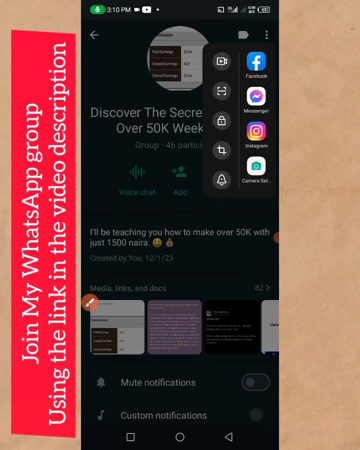 Join My WhatsApp group
Using the link in the video description
3:10 PM
Facebook
Messenger
Instagram
Camera Sel...
Discover The Secre
Over 50K Week
Group · 46 partici
Voice chat
Add
I'll be teaching you how to make over 50K with
just 1500 naira. 😄 💰
Created by You, 12/1/23
Media, links, and docs
82 >
Mute notifications
Custom notifications